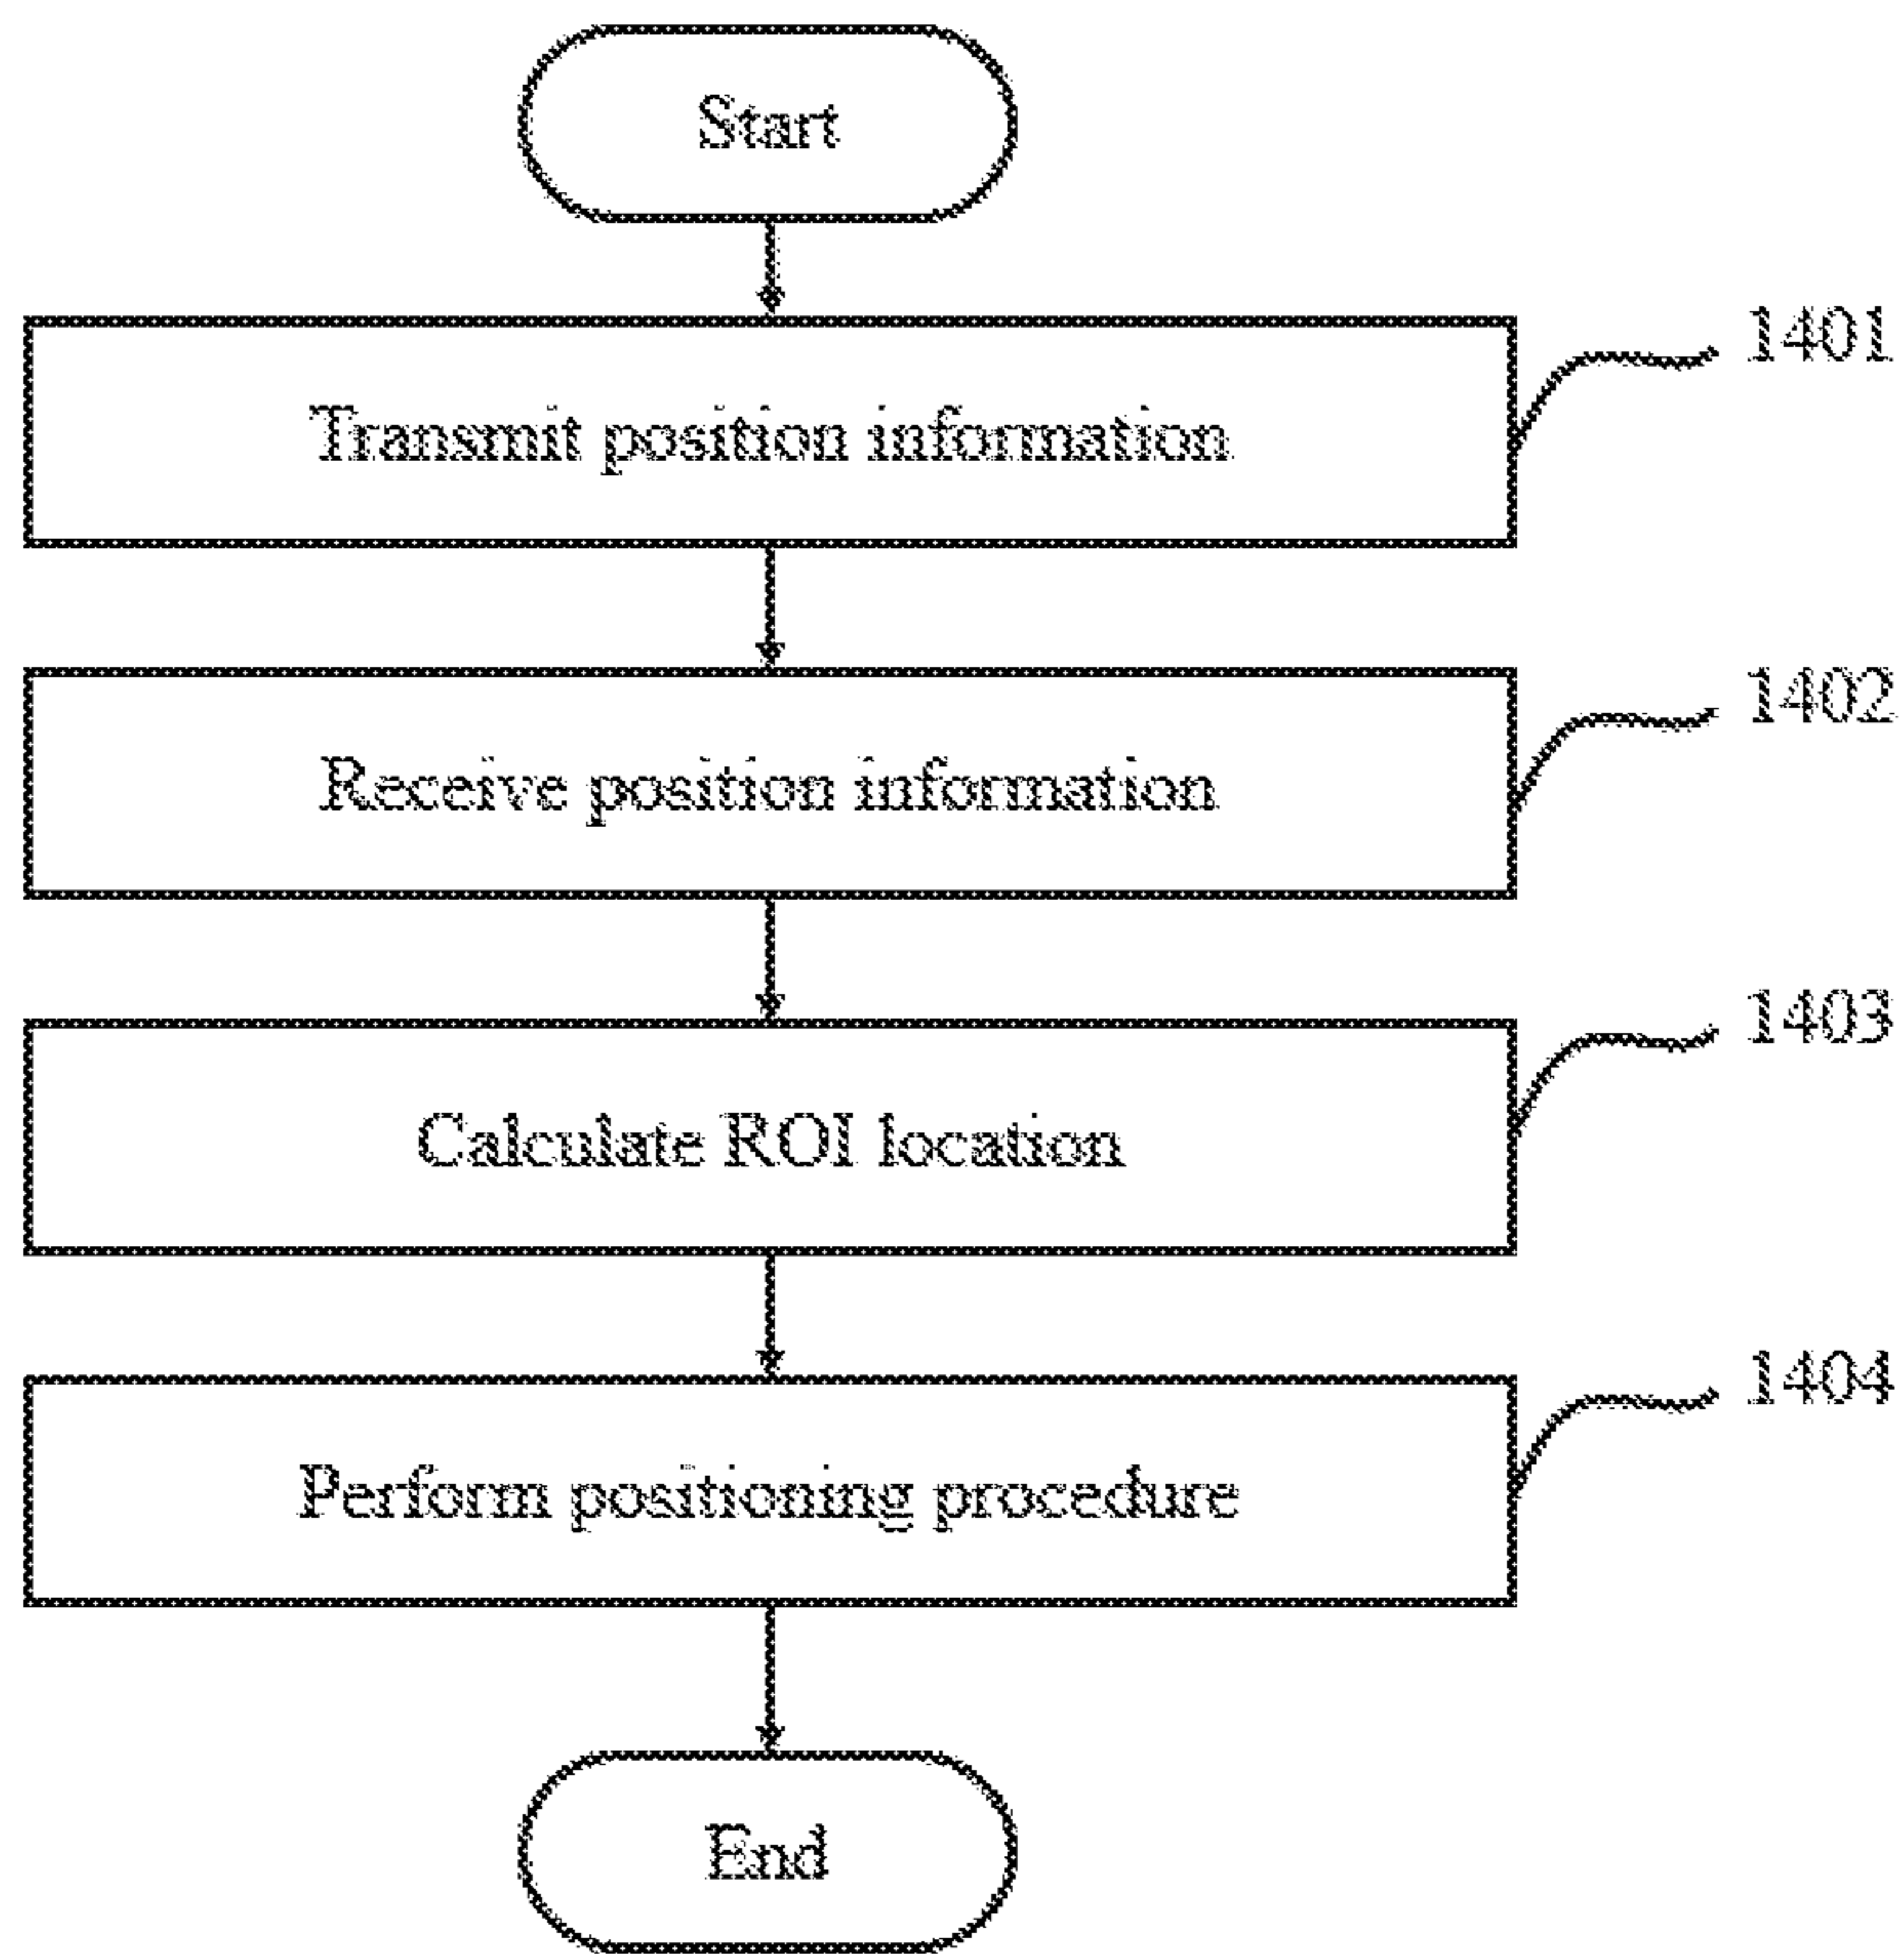 Start
1401
Transmit position information
1402
Receive position information
1403
Calculate ROI location
1404
Perform positioning procedure
End